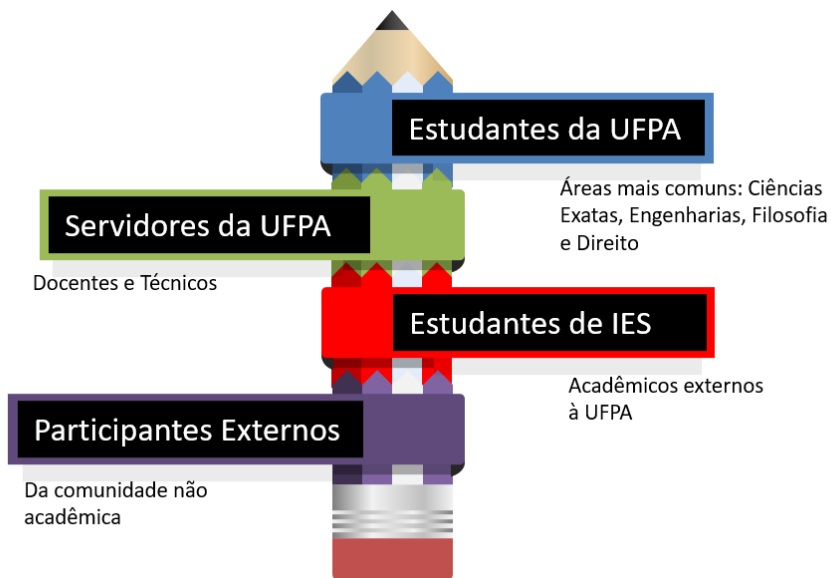 Estudantes da UFPA
Áreas mais comuns: Ciências
Exatas, Engenharias, Filosofia
e Direito
Servidores da UFPA
Docentes e Técnicos
Estudantes de IES
Acadêmicos externos
à UFPA
Participantes Externos
Da comunidade não
acadêmica